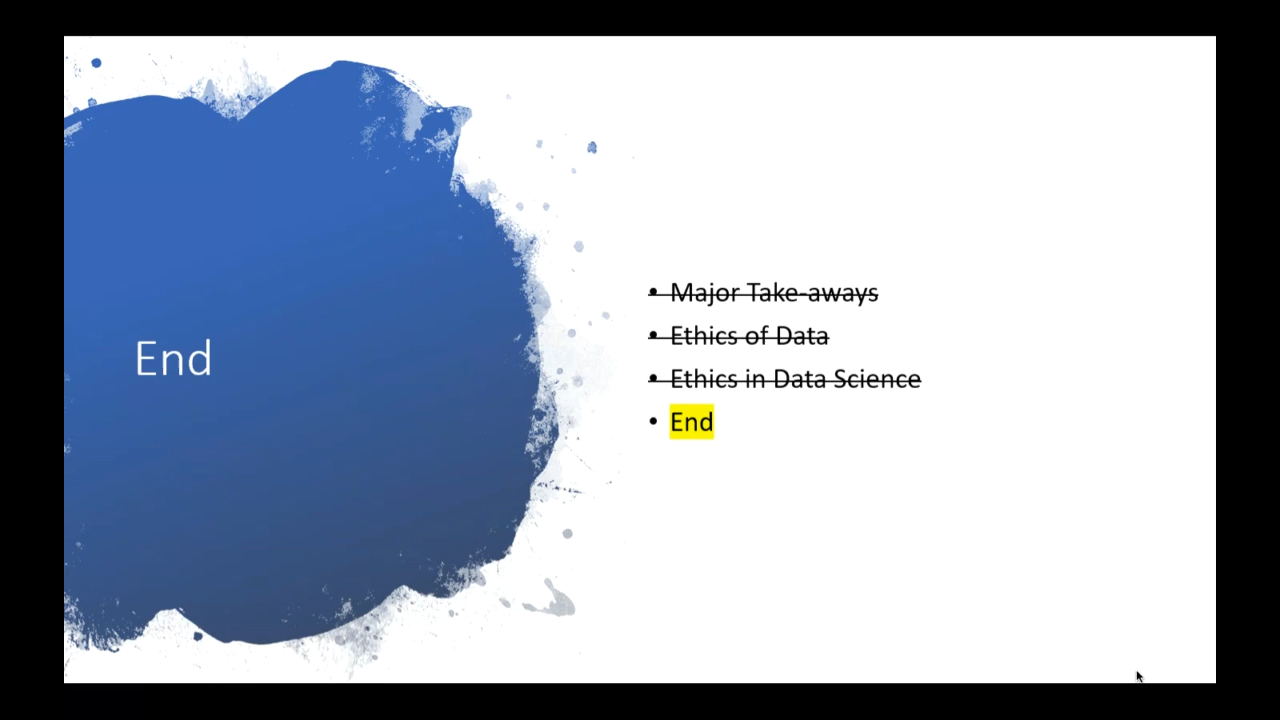 End
• Major Take-aways
• Ethics of Data
• Ethics in Data Science
• End